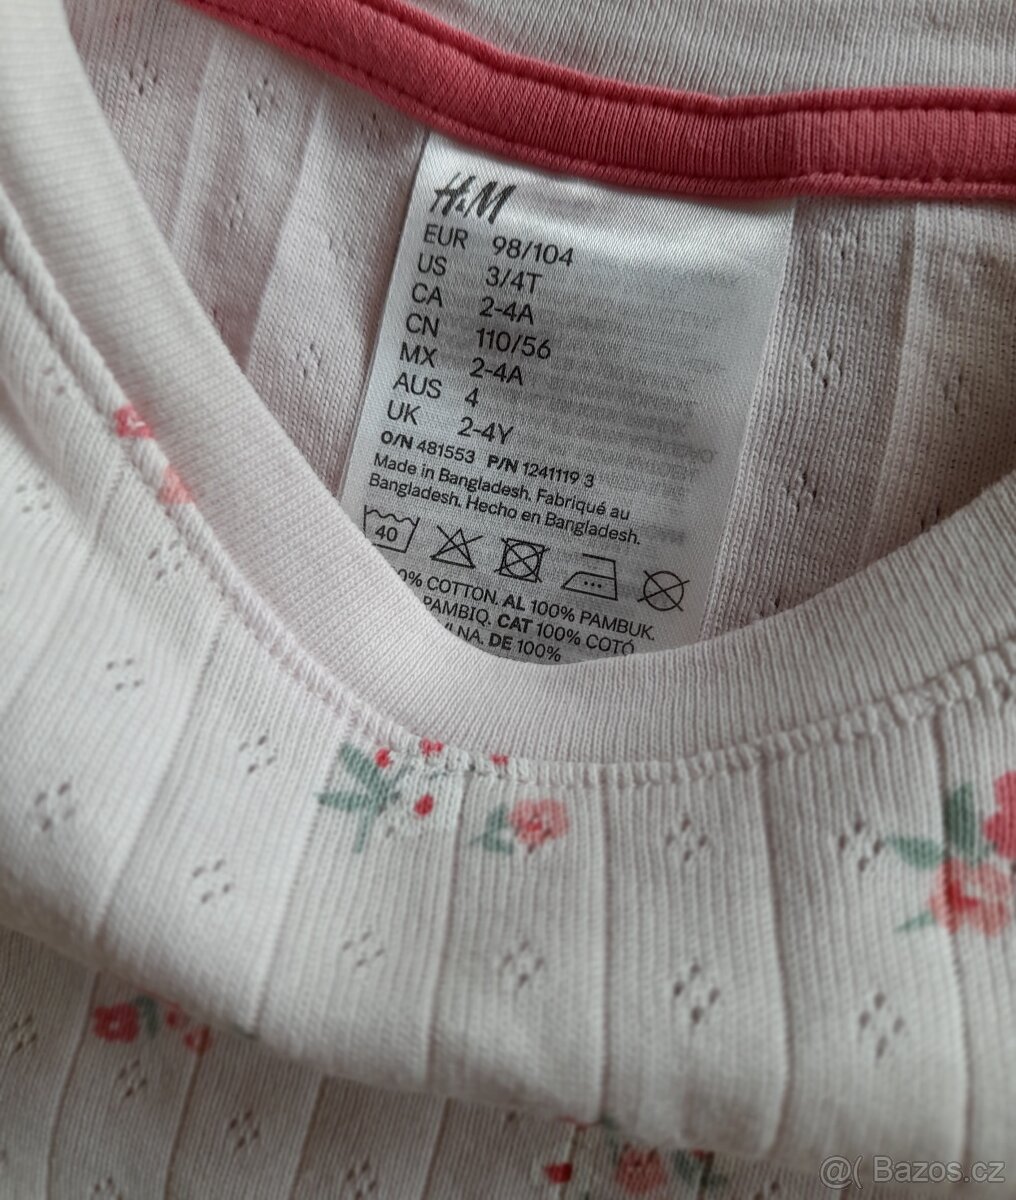 H&M
EUR 98/104
US 3/4T
CA 2-4A
CN 110/56
MX 2-4A
AUS 4
UK 2-4Y
O/N 481553 P/N 1241119 3
Made in Bangladesh. Fabriqué au
Bangladesh. Hecho en Bangladesh.
40
0% COTTON. AL 100% PAMBUK.
PAMBIQ. CAT 100% COTÓ
LNA. DE 100%
@( Bazos.cz